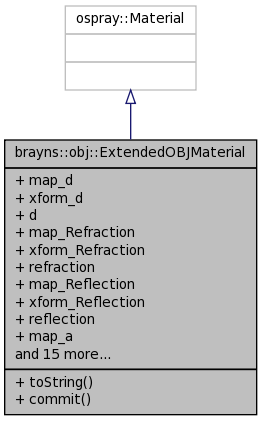 ospray::Material
brayns::obj::ExtendedOBJMaterial
+ map_d
+ xform_d
+ d
+ map_Refraction
+ xform_Refraction
+ refraction
+ map_Reflection
+ xform_Reflection
+ reflection
+ map_a
and 15 more...
+ toString()
+ commit()